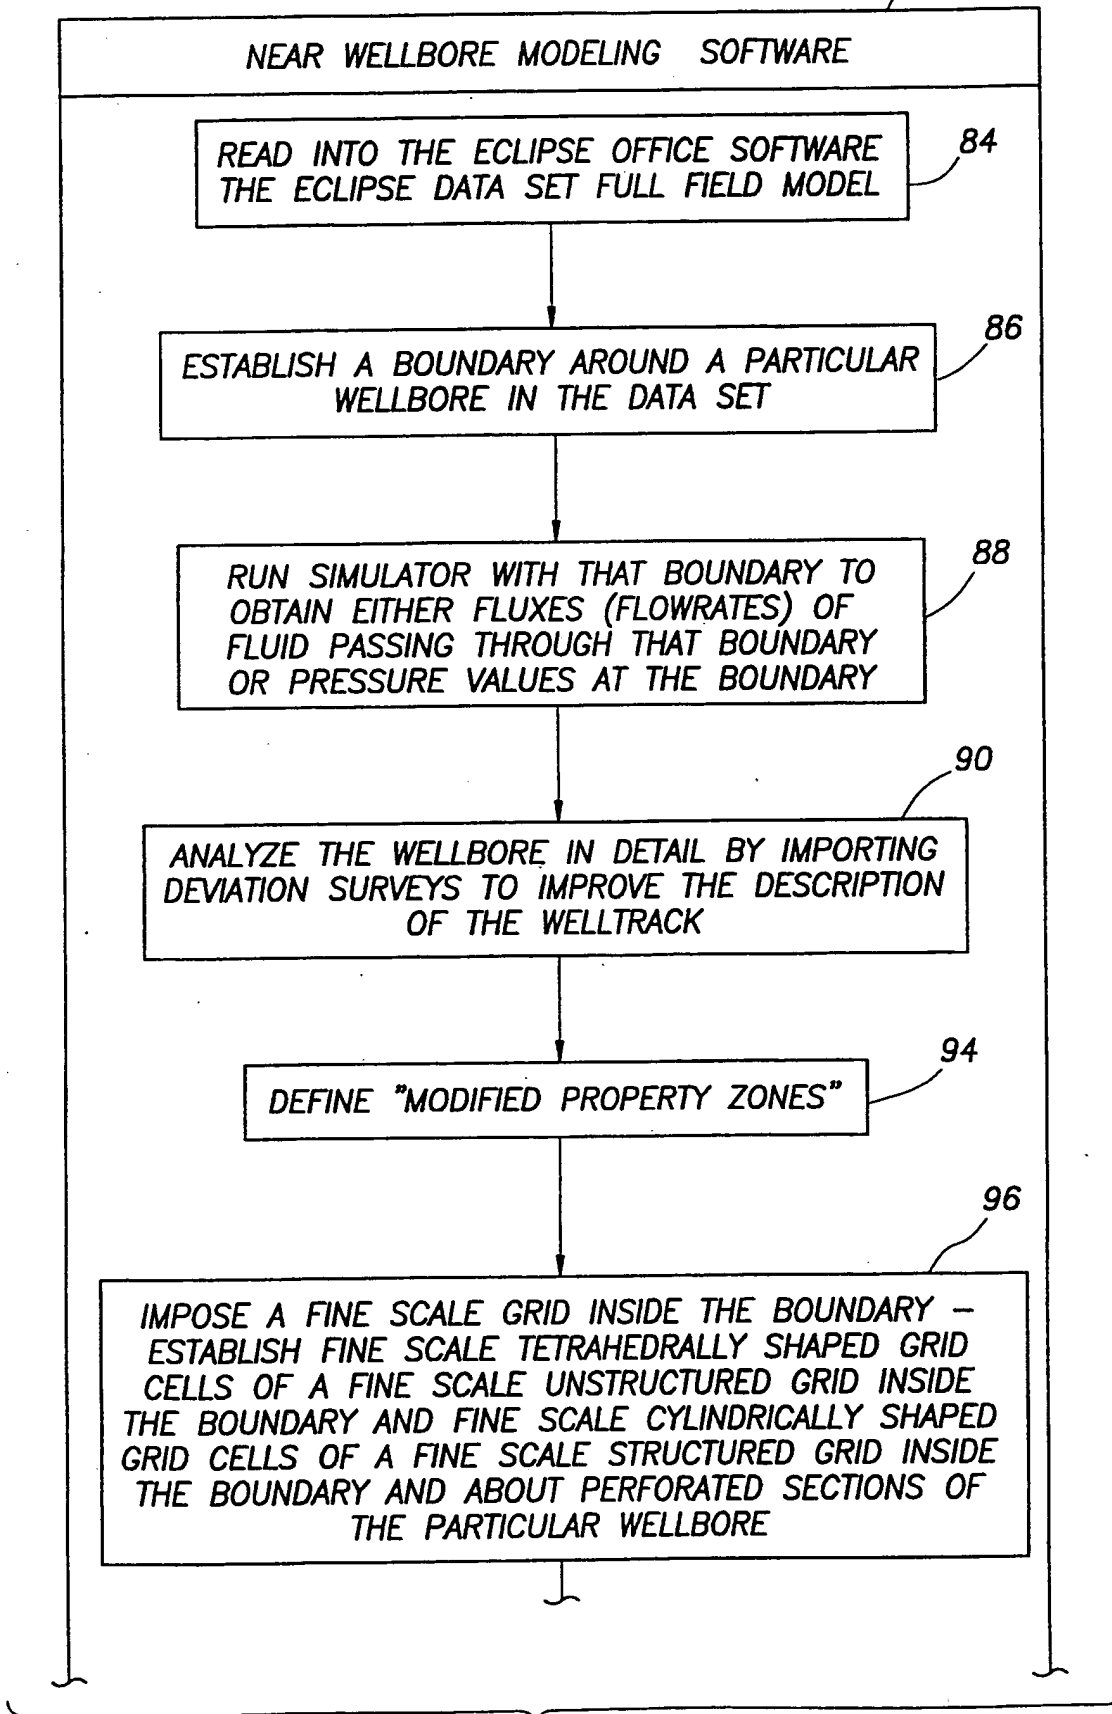 NEAR WELLBORE MODELING SOFTWARE
READ INTO THE ECLIPSE OFFICE SOFTWARE
THE ECLIPSE DATA SET FULL FIELD MODEL
84
ESTABLISH A BOUNDARY AROUND A PARTICULAR
WELLBORE IN THE DATA SET
86
RUN SIMULATOR WITH THAT BOUNDARY TO
OBTAIN EITHER FLUXES (FLOWRATES) OF
FLUID PASSING THROUGH THAT BOUNDARY
OR PRESSURE VALUES AT THE BOUNDARY
88
ANALYZE THE WELLBORE IN DETAIL BY IMPORTING
DEVIATION SURVEYS TO IMPROVE THE DESCRIPTION
OF THE WELLTRACK
90
DEFINE "MODIFIED PROPERTY ZONES"
94
IMPOSE A FINE SCALE GRID INSIDE THE BOUNDARY –
ESTABLISH FINE SCALE TETRAHEDRALLY SHAPED GRID
CELLS OF A FINE SCALE UNSTRUCTURED GRID INSIDE
THE BOUNDARY AND FINE SCALE CYLINDRICALLY SHAPED
GRID CELLS OF A FINE SCALE STRUCTURED GRID INSIDE
THE BOUNDARY AND ABOUT PERFORATED SECTIONS OF
THE PARTICULAR WELLBORE
96